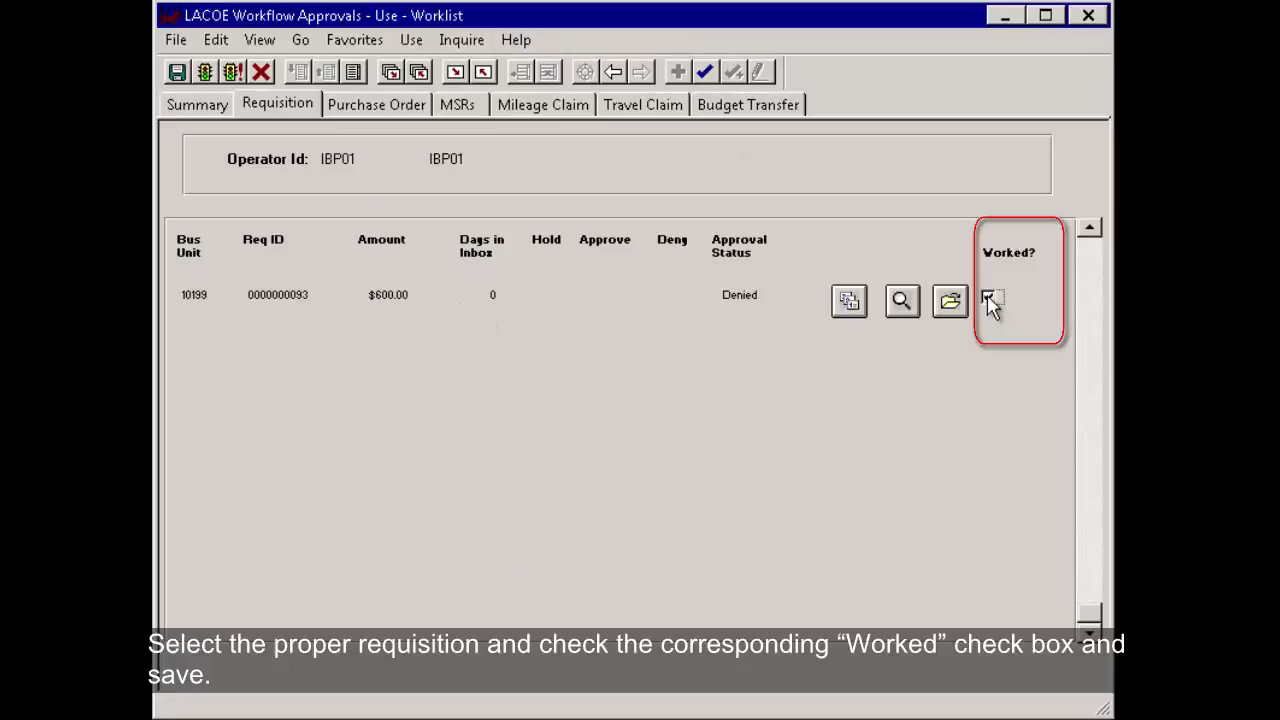 LACOE Workflow Approvals - Use - Worklist
File Edit View Go Favorites Use Inquire Help
Summary Requisition Purchase Order MSRs Mileage Claim Travel Claim Budget Transfer
Operator Id: IBP01 IBP01
Bus Unit Req ID Amount Days in Inbox Hold Approve Deny Approval Status Worked?
10199 0000000093 $600.00 0 Denied
Select the proper requisition and check the corresponding “Worked” check box and
save.